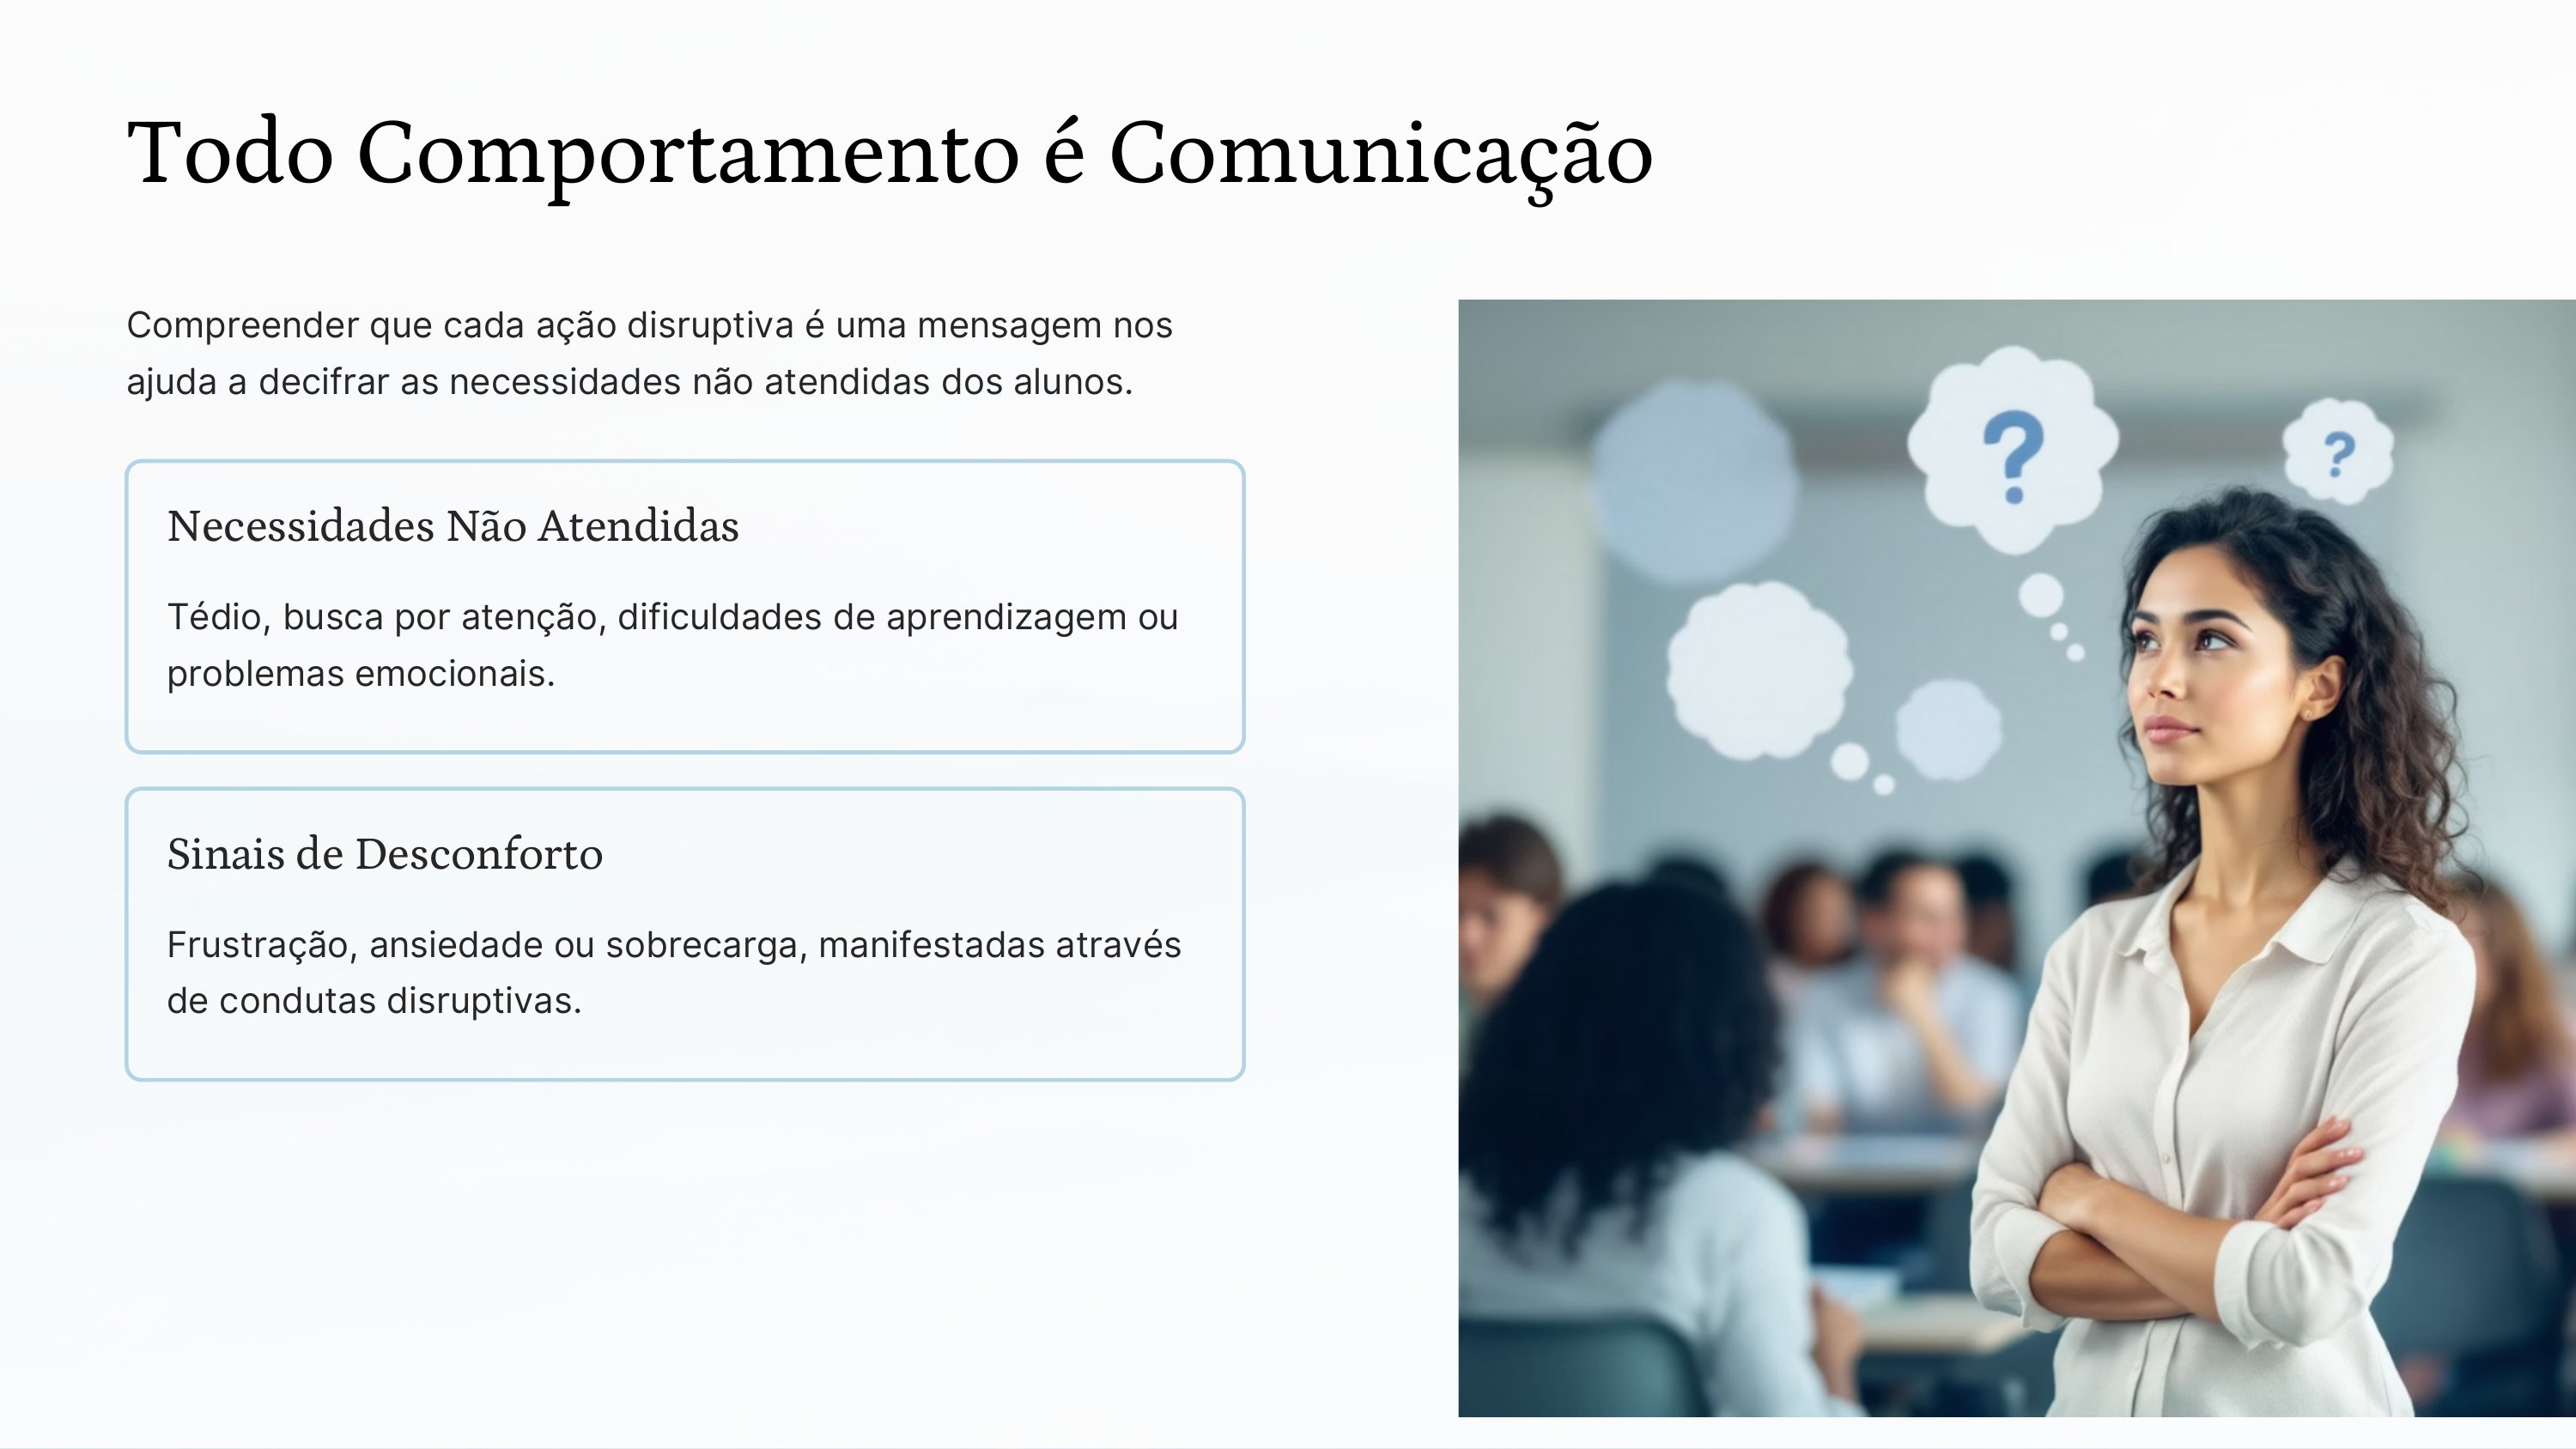 Todo Comportamento é Comunicação
Compreender que cada ação disruptiva é uma mensagem nos
ajuda a decifrar as necessidades não atendidas dos alunos.
Necessidades Não Atendidas
Tédio, busca por atenção, dificuldades de aprendizagem ou
problemas emocionais.
Sinais de Desconforto
Frustração, ansiedade ou sobrecarga, manifestadas através
de condutas disruptivas.
?
?